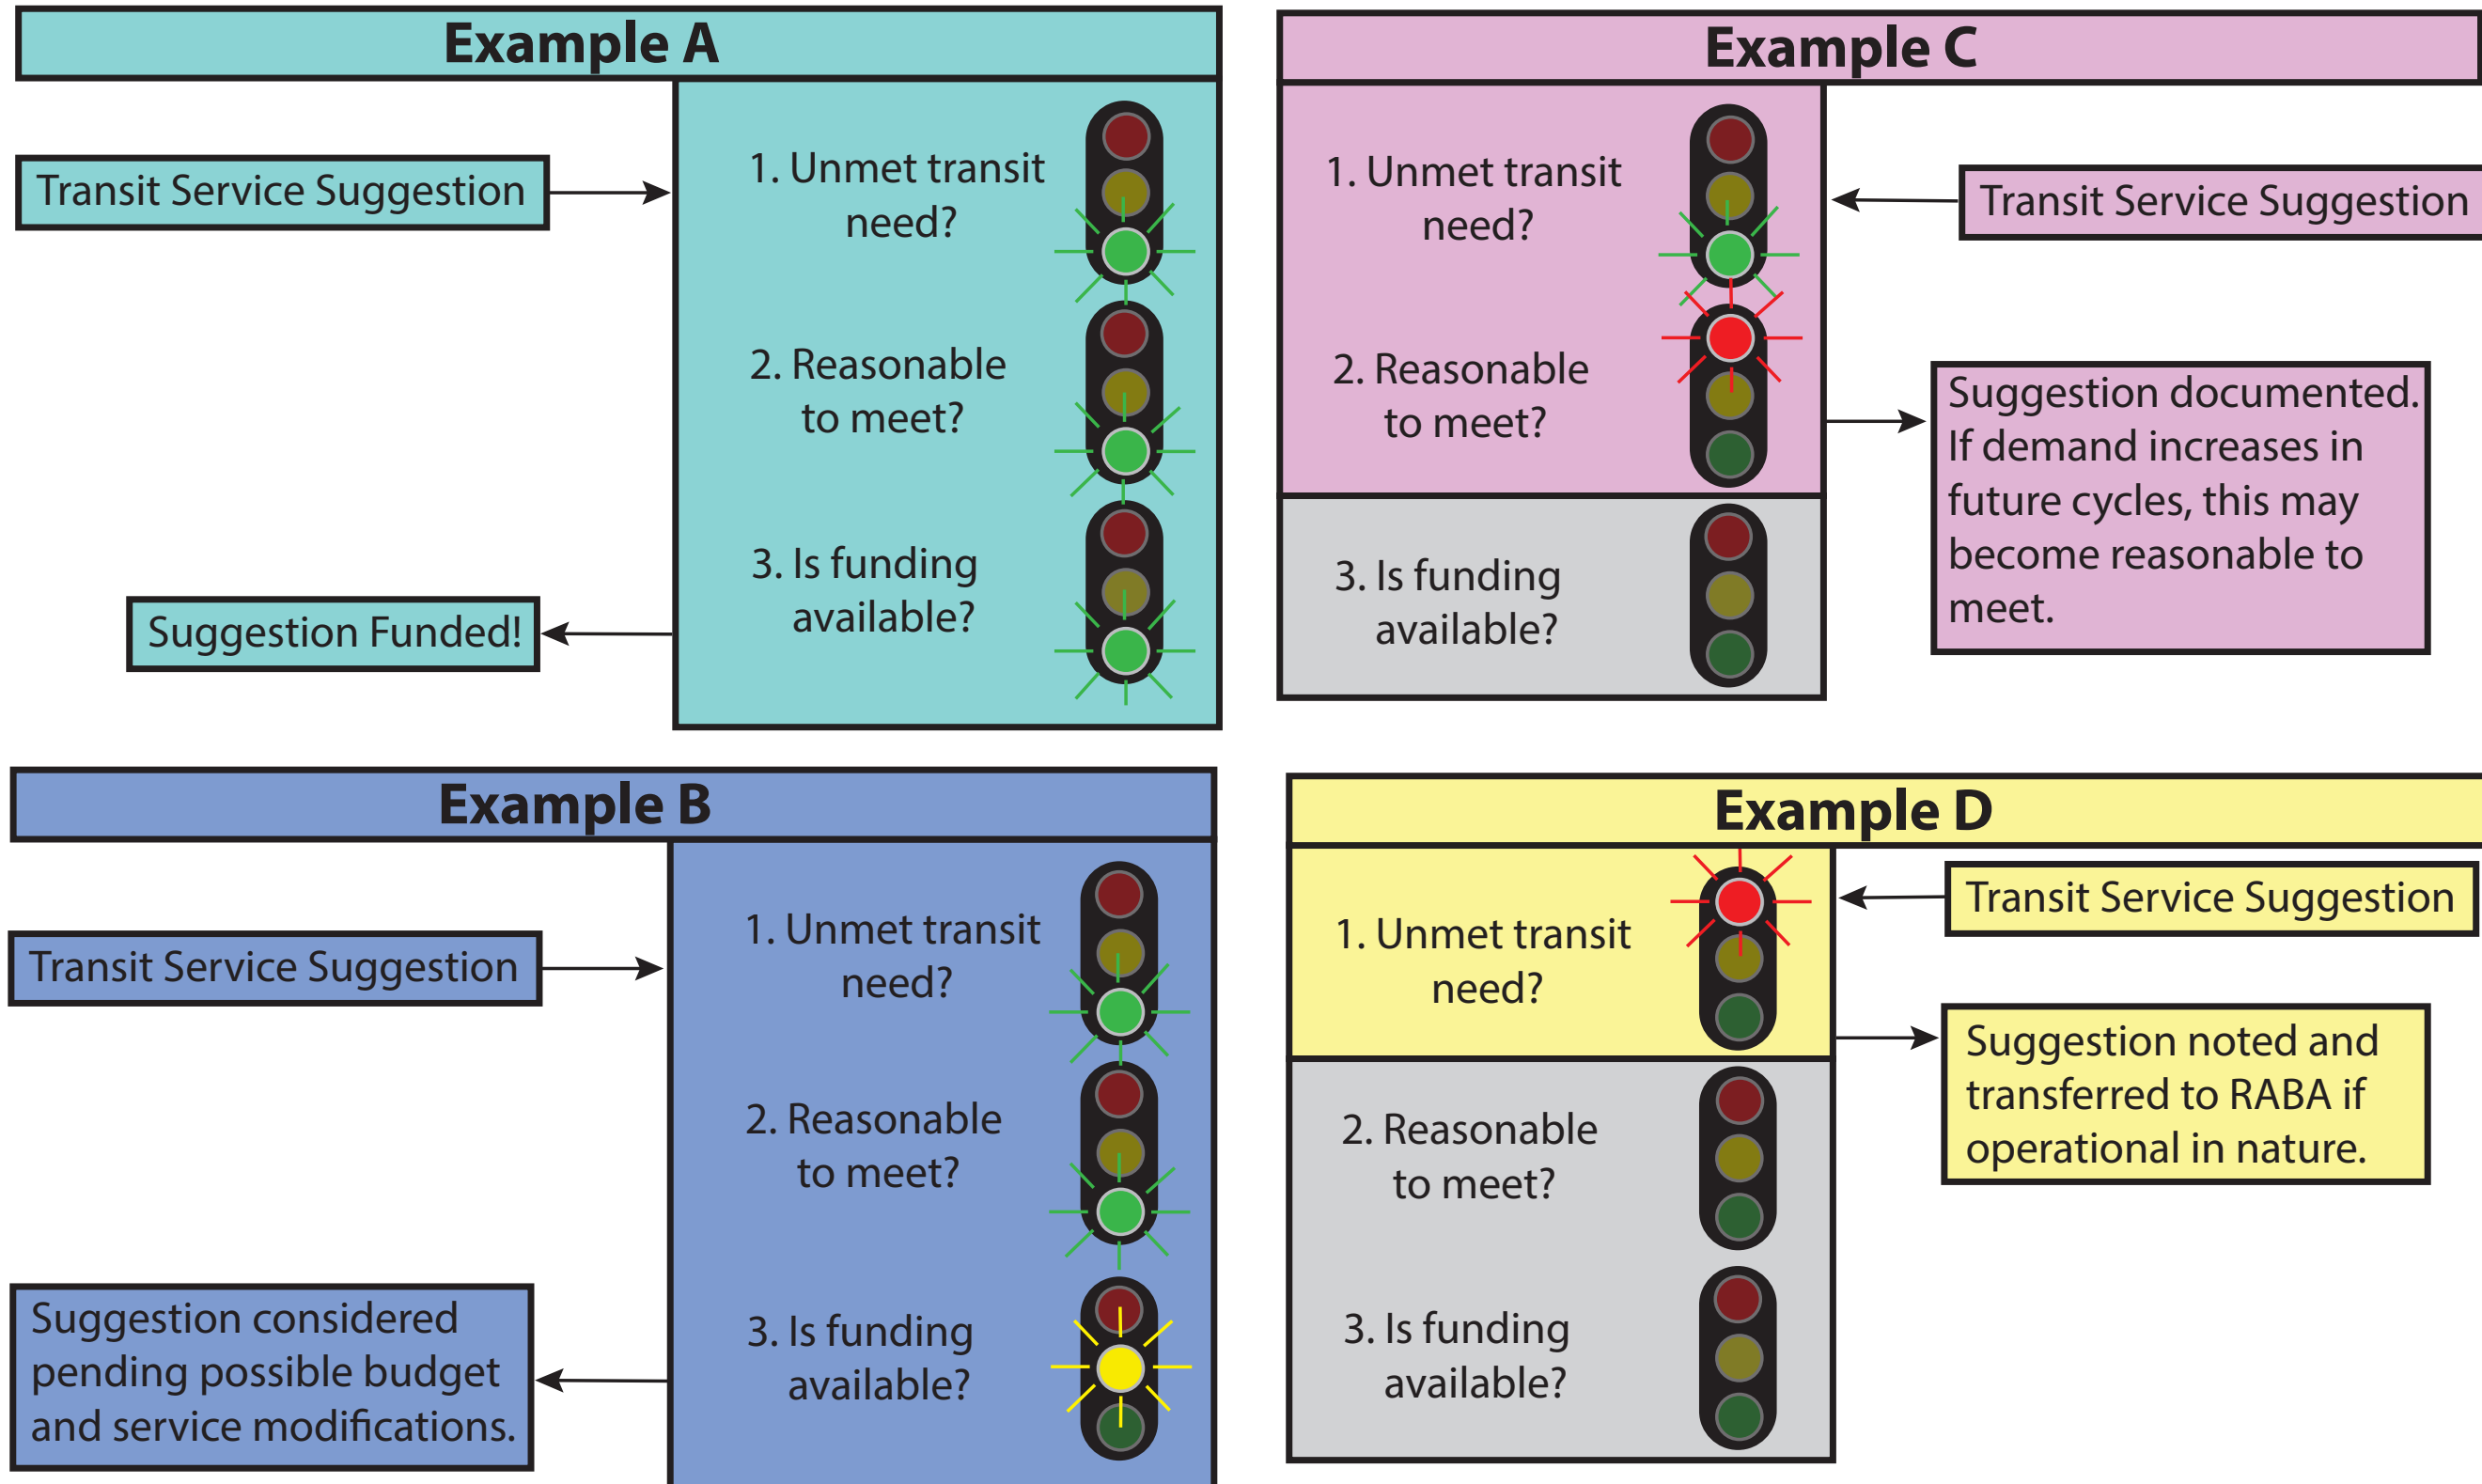 Example A
Transit Service Suggestion
1. Unmet transit
need?
2. Reasonable
to meet?
3. Is funding
available?
Suggestion Funded!
Example C
1. Unmet transit
need?
2. Reasonable
to meet?
3. Is funding
available?
Transit Service Suggestion
Suggestion documented.
If demand increases in
future cycles, this may
become reasonable to
meet.
Example B
Transit Service Suggestion
1. Unmet transit
need?
2. Reasonable
to meet?
3. Is funding
available?
Suggestion considered
pending possible budget
and service modifications.
Example D
1. Unmet transit
need?
2. Reasonable
to meet?
3. Is funding
available?
Transit Service Suggestion
Suggestion noted and
transferred to RABA if
operational in nature.